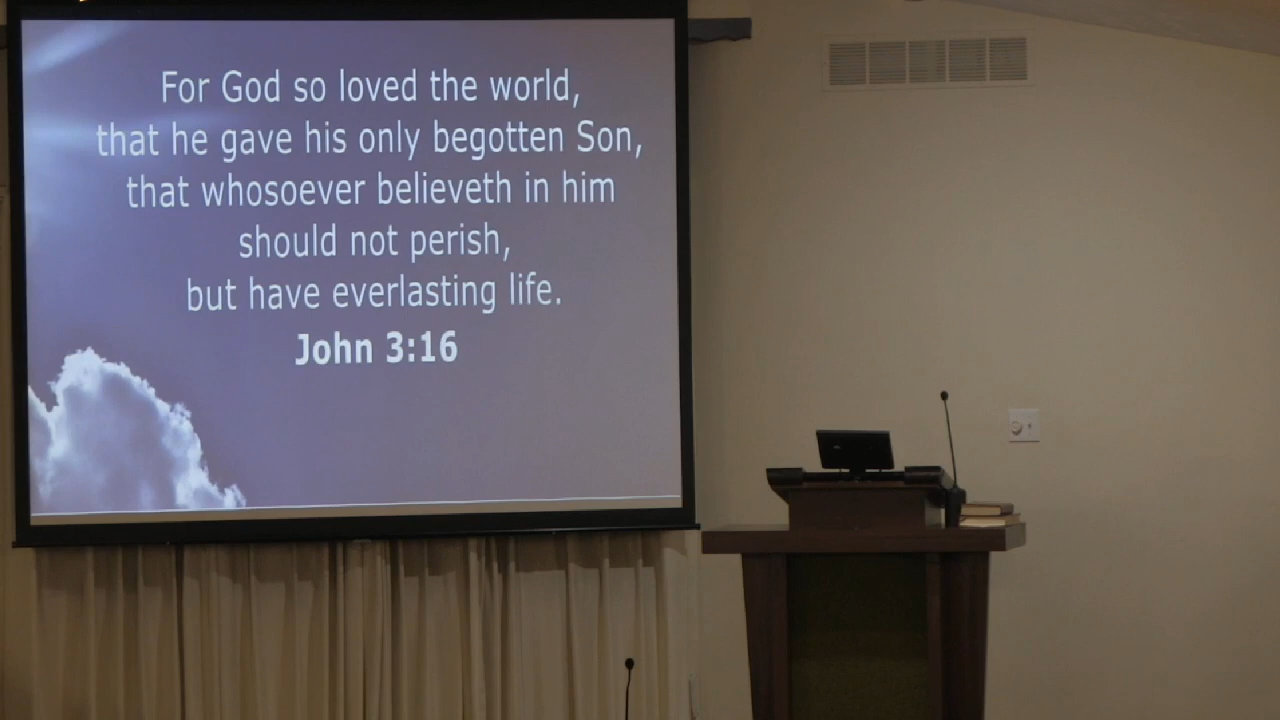 For God so loved the world,
that he gave his only begotten Son,
that whosoever believeth in him
should not perish,
but have everlasting life.
John 3:16